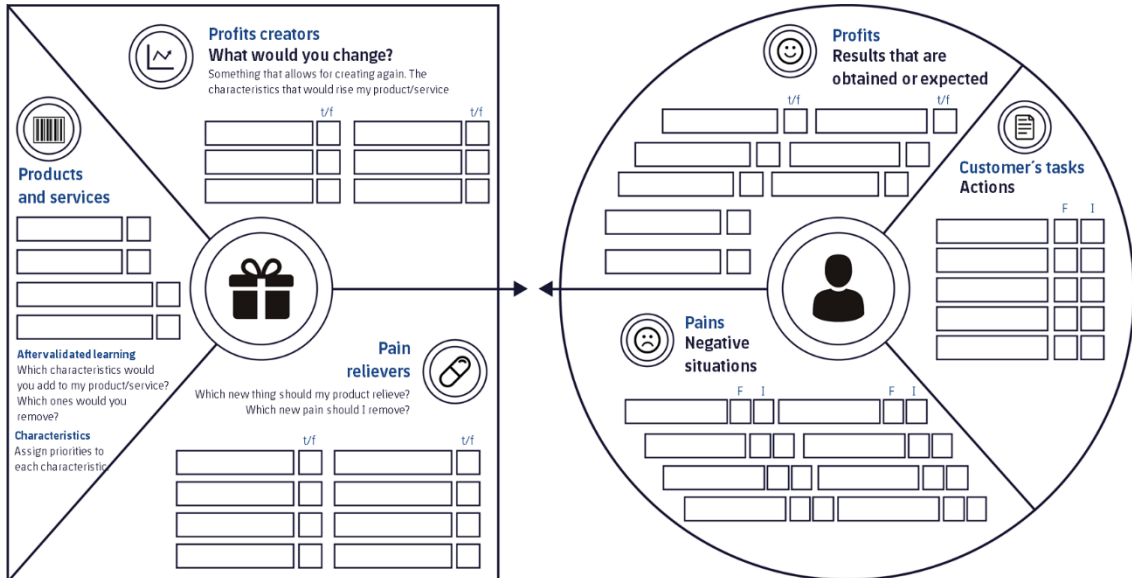 Profits creators
What would you change?
Something that allows for creating again. The
characteristics that would rise my product/service
t/f t/f
Products
and services
Aftervalidated learning
Which characteristics would
you add to my product/service?
Which ones would you
remove?
Characteristics
Assign priorities to
each characteristic
Pain
relievers
Which new thing should my product relieve?
Which new pain should I remove?
t/f t/f
Profits
Results that are
obtained or expected
t/f t/f
Customer´s tasks
Actions
F I
Pains
Negative
situations
F I F I